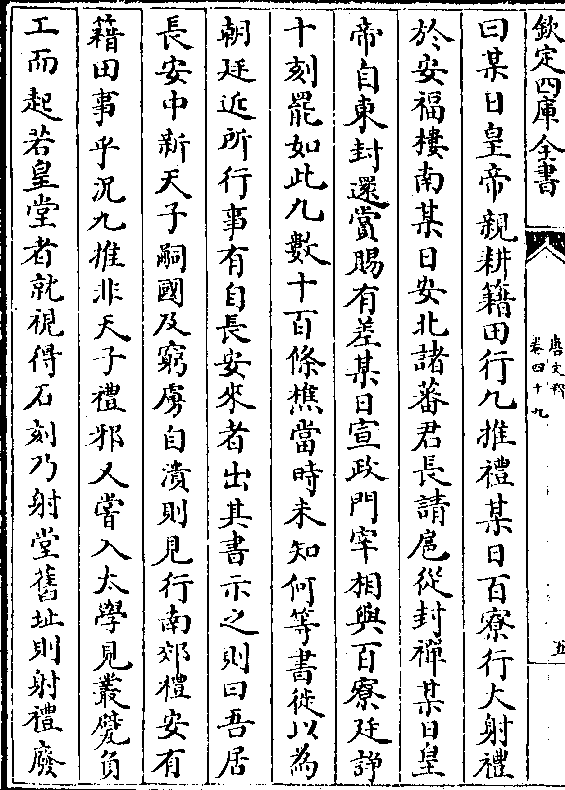 欽定四庫全書
唐文粹
卷四十九
五
曰某日皇帝親耕籍田行九推禮某日百寮行大射禮
於安福樓南某日安北諸蕃君長請扈從封禪某日皇
帝自東封還賞賜有差某日宣政門宰相與百寮廷諍
十刻罷如此凡數十百條樵當時未知何等書徒以為
朝廷近所行事有自長安來者出其書示之則曰吾居
長安中新天子嗣國及窮虜自潰則見行南郊禮安有
籍田事乎況九推非天子禮邪又嘗入太學見叢甓負
工而起若皇堂者就視得石刻乃射堂舊址則射禮廢